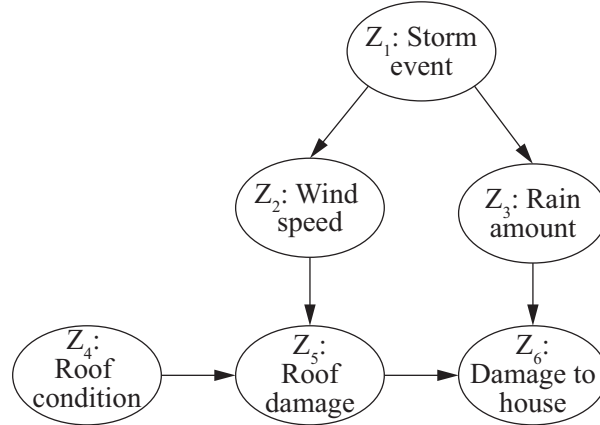 Z₁: Storm
event
Z₂: Wind
speed
Z₃: Rain
amount
Z₄:
Roof
condition
Z₅:
Roof
damage
Z₆:
Damage to
house